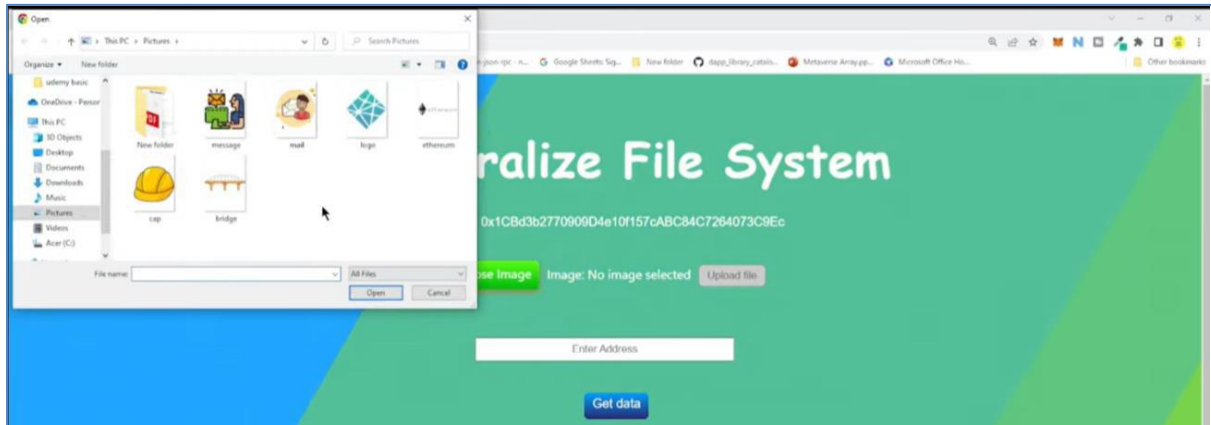 Open
This PC › Pictures ›
Search Pictures
Organize
New folder
udemy basic
OneDrive - Person
This PC
3D Objects
Desktop
Documents
Downloads
Music
Pictures
Videos
Acer (C:)
New folder
message
mail
logo
ethereum
cap
bridge
File name:
All Files
Open
Cancel
Google Sheets: Sig...
New folder
dapp_library_catalo...
Metaverse Array.pp...
Microsoft Office Ho...
Other bookmarks
ralize File System
0x1CBd3b2770909D4e10f157cABC84C7264073C9Ec
ose Image
Image: No image selected
Upload file
Enter Address
Get data